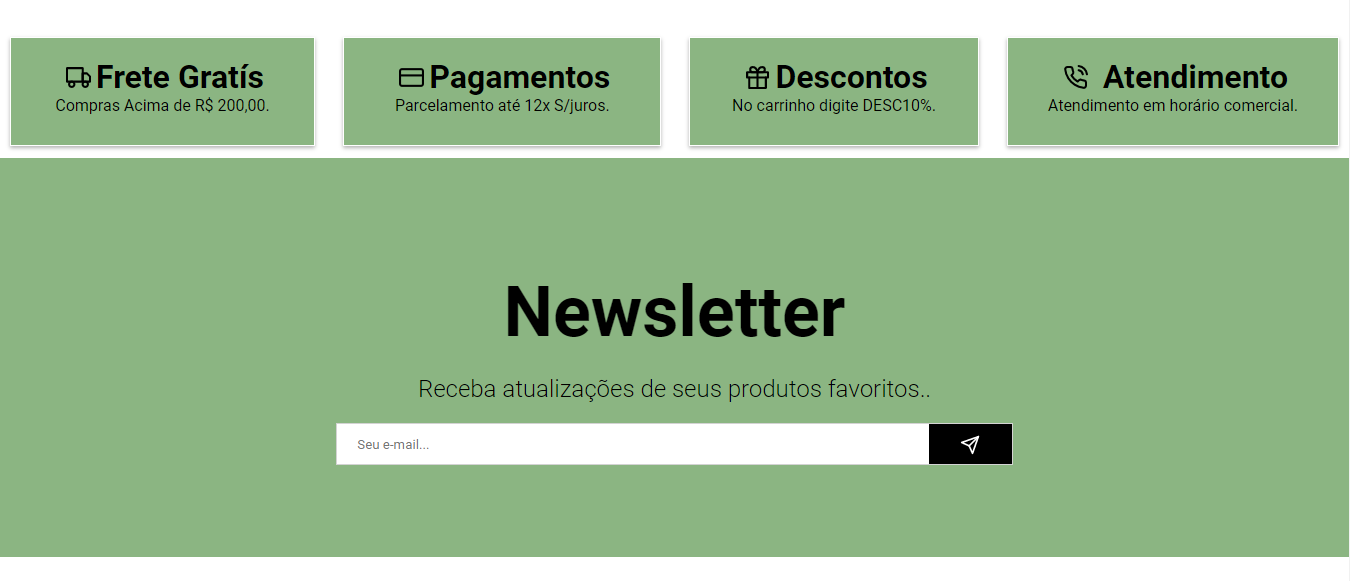 Frete Gratís
Compras Acima de R$ 200,00.
Pagamentos
Parcelamento até 12x S/juros.
Descontos
No carrinho digite DESC10%.
Atendimento
Atendimento em horário comercial.
Newsletter
Receba atualizações de seus produtos favoritos..
Seu e-mail...